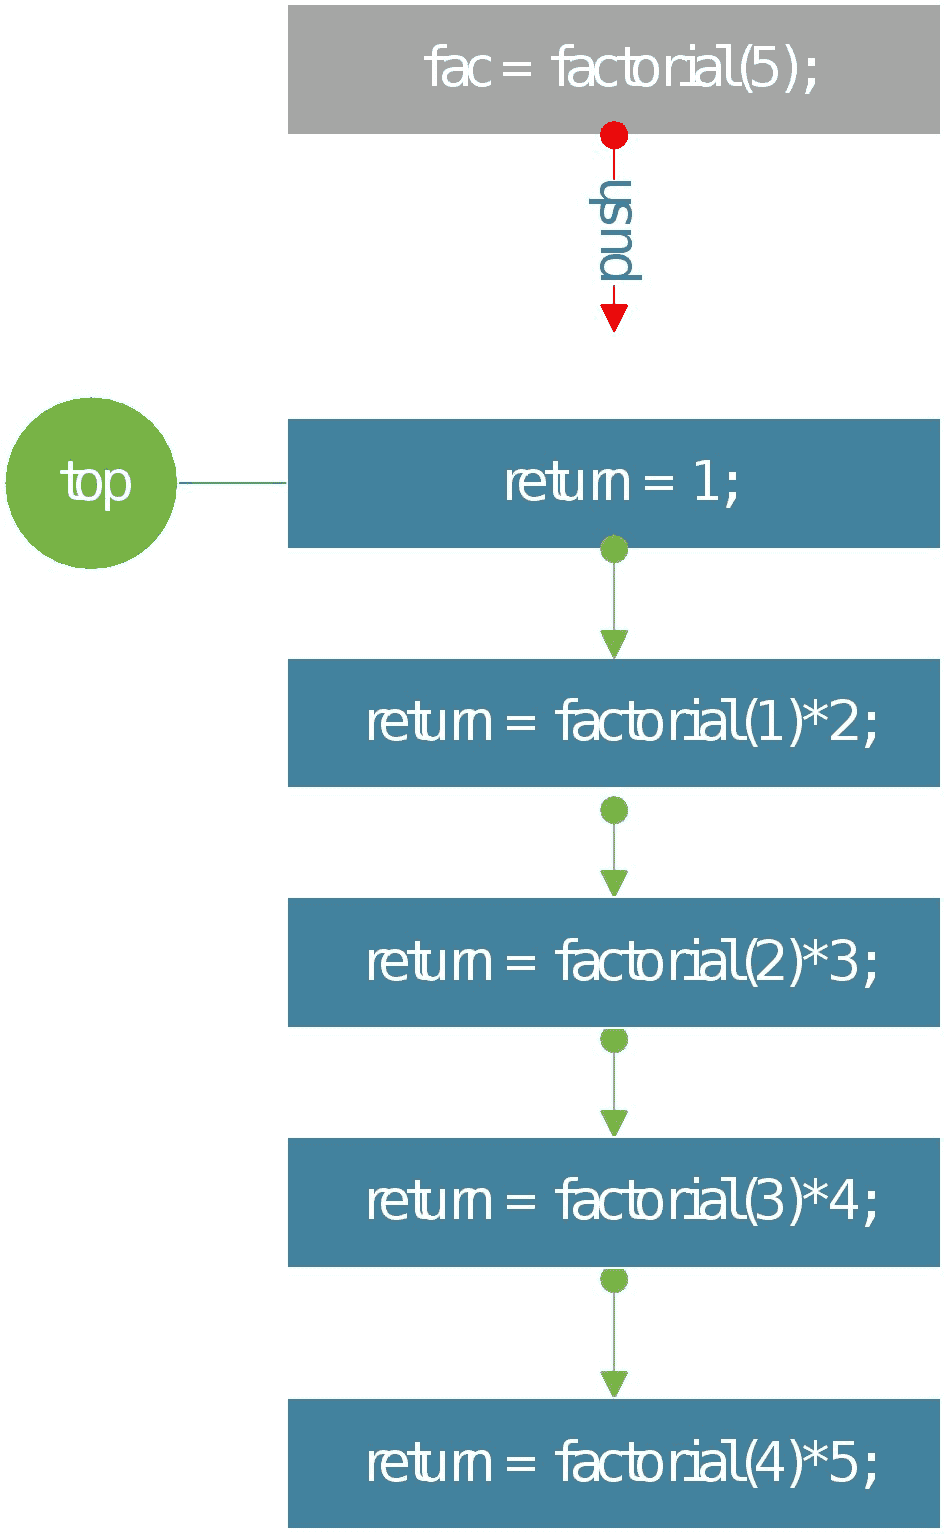 fac = factorial(5);
push
top
return = 1;
return = factorial(1)*2;
return = factorial(2)*3;
return = factorial(3)*4;
return = factorial(4)*5;